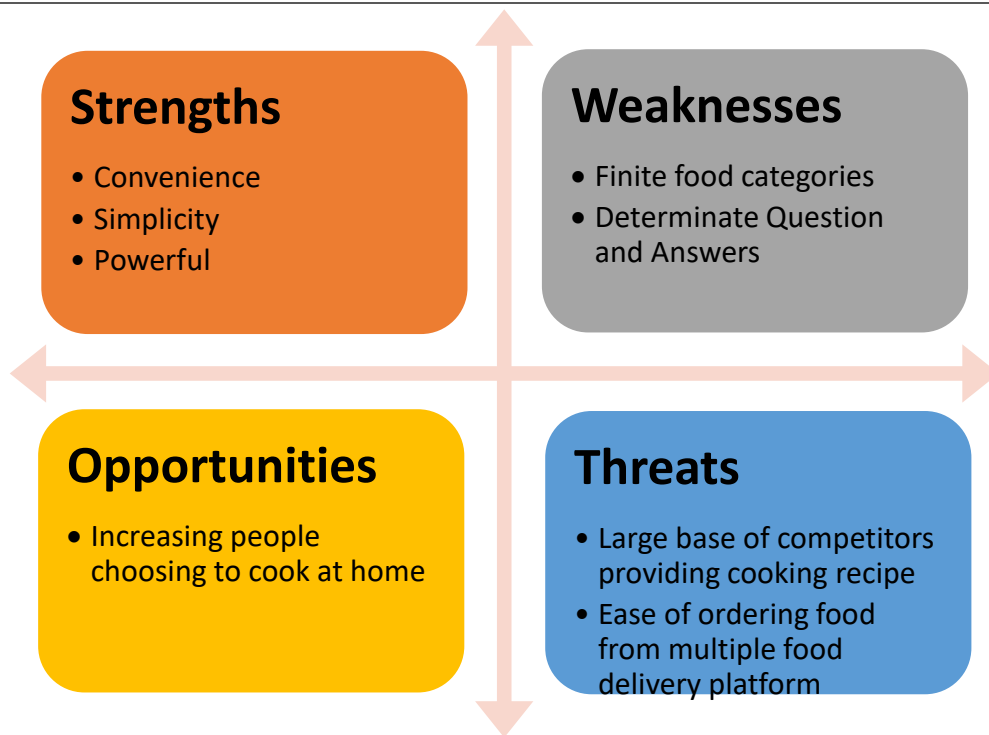 Strengths
• Convenience
• Simplicity
• Powerful
Weaknesses
• Finite food categories
• Determinate Question
and Answers
Opportunities
• Increasing people
choosing to cook at home
Threats
• Large base of competitors
providing cooking recipe
• Ease of ordering food
from multiple food
delivery platform